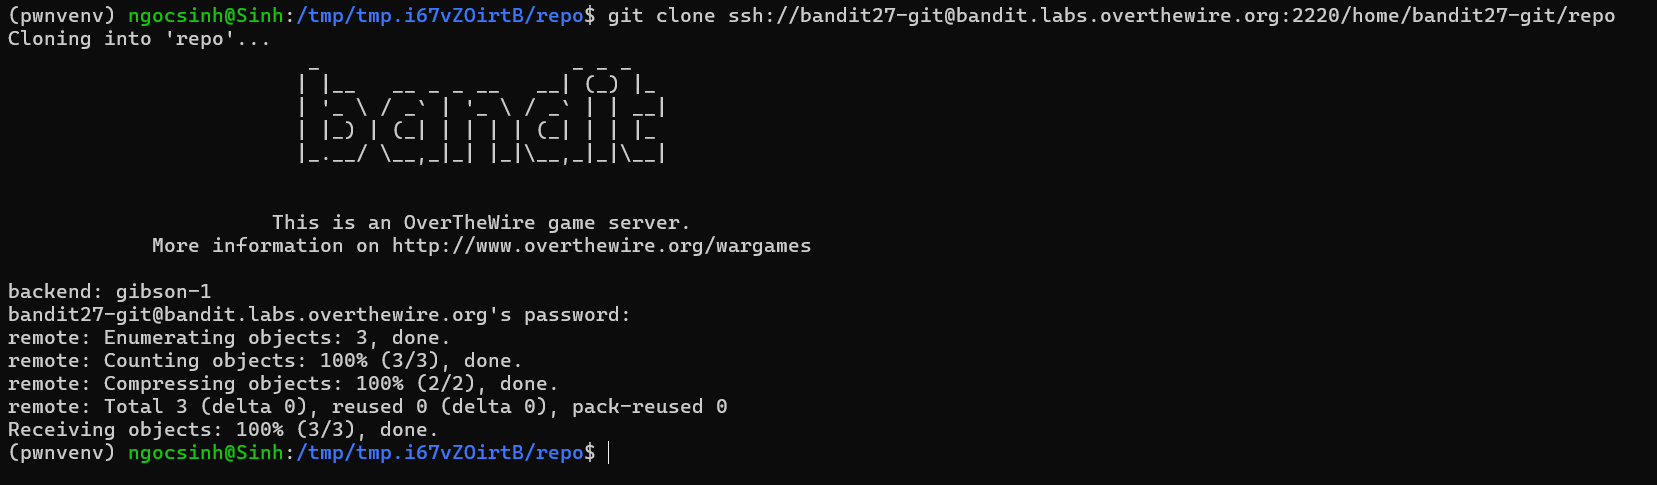 (pwnvenv) ngocsinh@Sinh:/tmp/tmp.i67vZOirtB/repo$ git clone ssh://bandit27-git@bandit.labs.overthewire.org:2220/home/bandit27-git/repo
Cloning into 'repo'...
                         _                     _ _ _
                        | |__   __ _ _ __   __| (_) |_
                        | '_ \ / _` | '_ \ / _` | | __|
                        | |_) | (_| | | | | (_| | | |_
                        |_.__/ \__,_|_| |_|\__,_|_|\__|
                      This is an OverTheWire game server.
            More information on http://www.overthewire.org/wargames
backend: gibson-1
bandit27-git@bandit.labs.overthewire.org's password:
remote: Enumerating objects: 3, done.
remote: Counting objects: 100% (3/3), done.
remote: Compressing objects: 100% (2/2), done.
remote: Total 3 (delta 0), reused 0 (delta 0), pack-reused 0
Receiving objects: 100% (3/3), done.
(pwnvenv) ngocsinh@Sinh:/tmp/tmp.i67vZOirtB/repo$